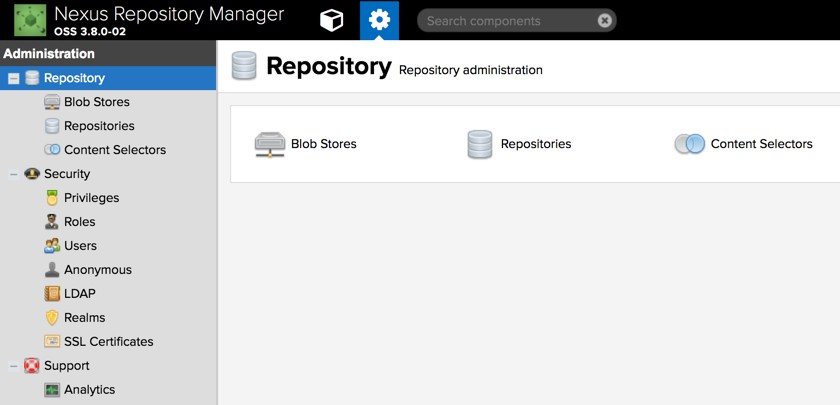 Nexus Repository Manager
OSS 3.8.0-02
Search components
Administration
Repository
Blob Stores
Repositories
Content Selectors
Security
Privileges
Roles
Users
Anonymous
LDAP
Realms
SSL Certificates
Support
Analytics
Repository Repository administration
Blob Stores Repositories Content Selectors